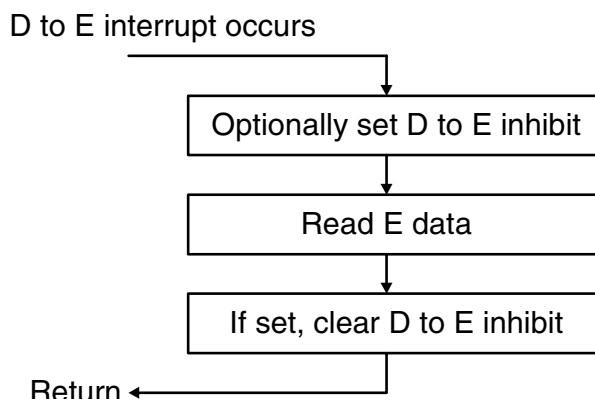 D to E interrupt occurs
Optionally set D to E inhibit
Read E data
If set, clear D to E inhibit
Return